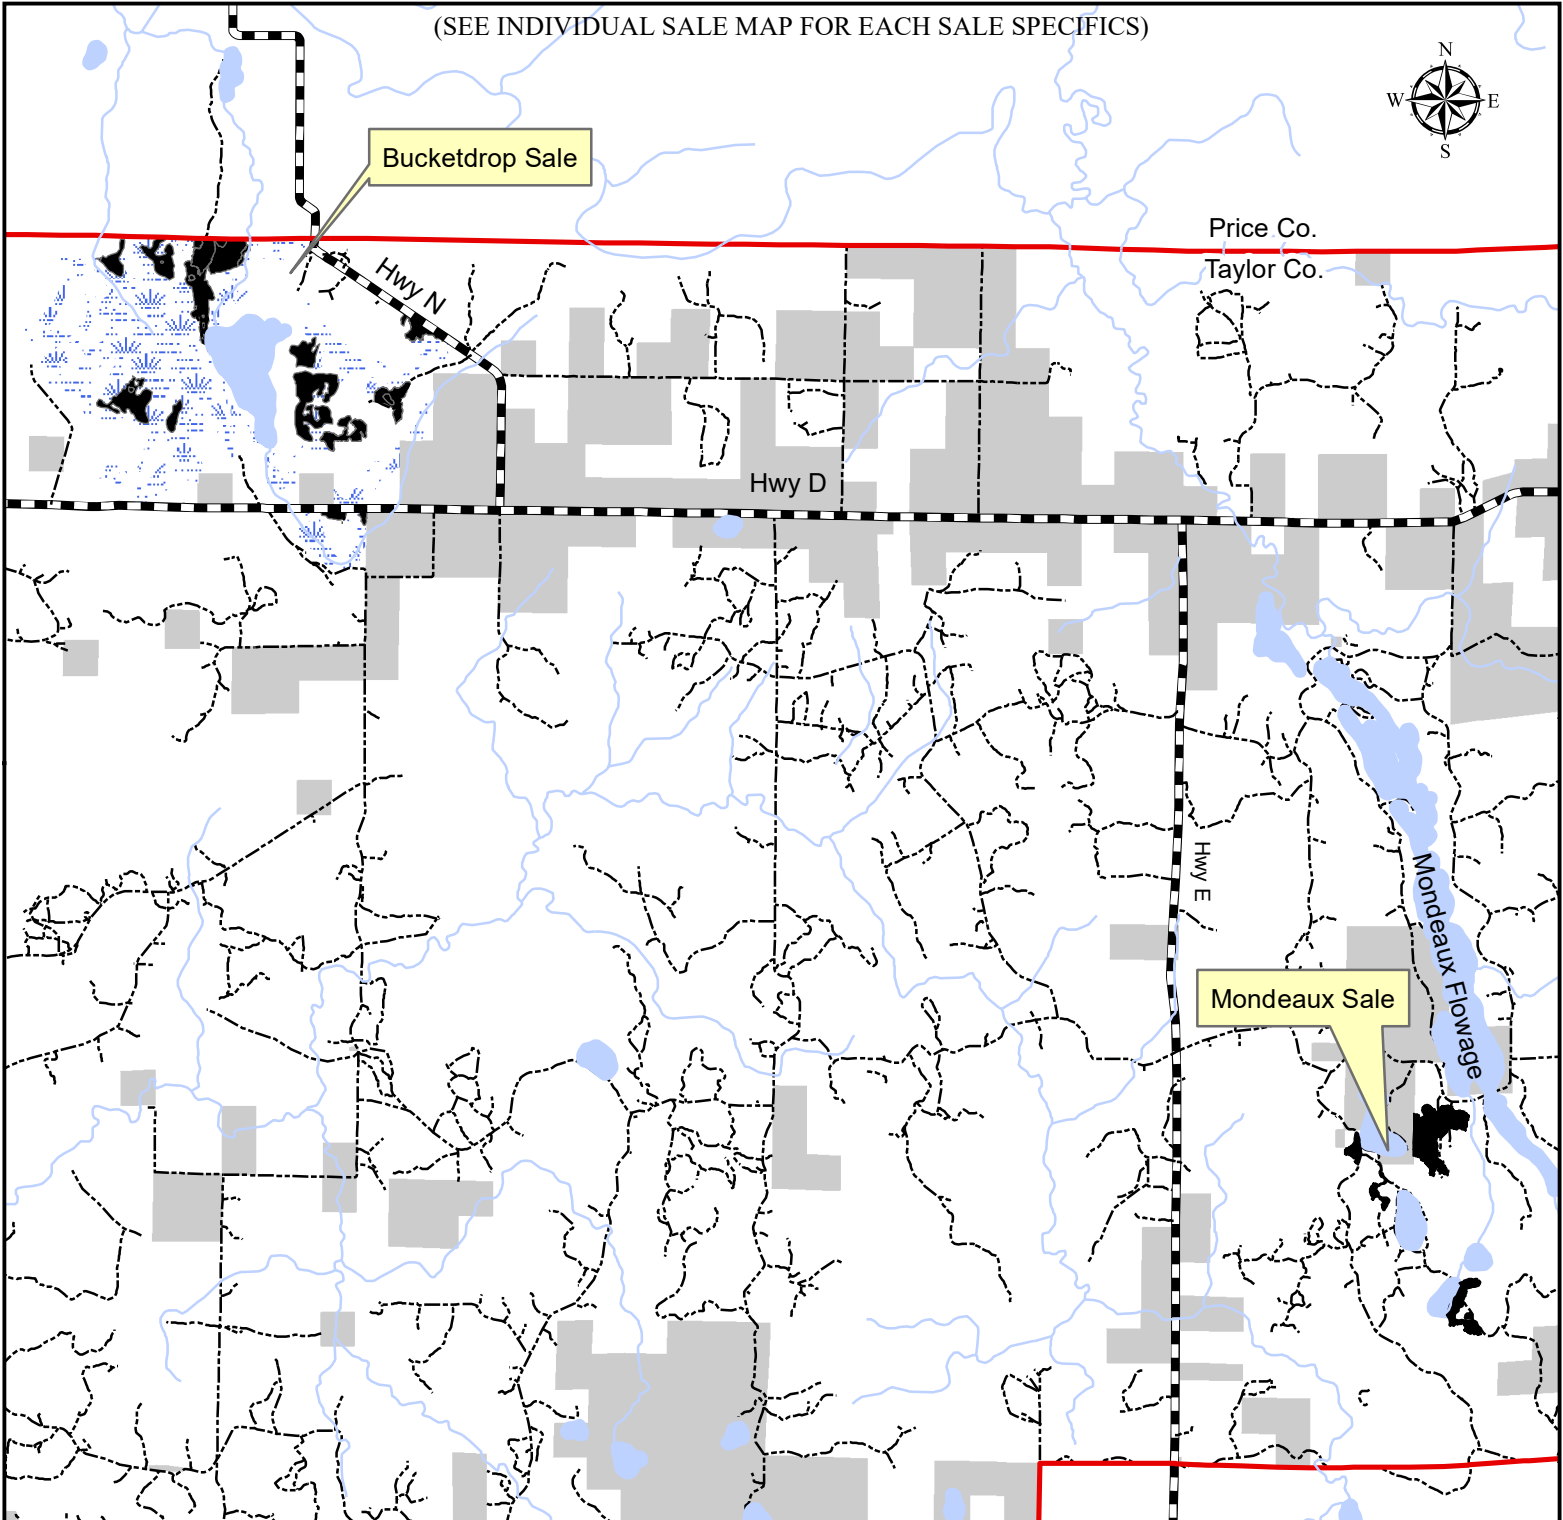 (SEE INDIVIDUAL SALE MAP FOR EACH SALE SPECIFICS)
N
W
E
S
Bucketdrop Sale
Price Co.
Taylor Co.
Hwy N
Hwy D
Hwy E
Mondeaux Flowage
Mondeaux Sale